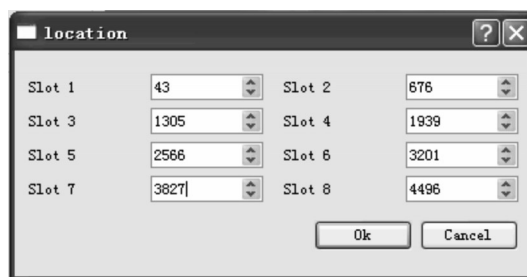 location
Slot 1 43 Slot 2 676
Slot 3 1305 Slot 4 1939
Slot 5 2566 Slot 6 3201
Slot 7 3827 Slot 8 4496
Ok Cancel